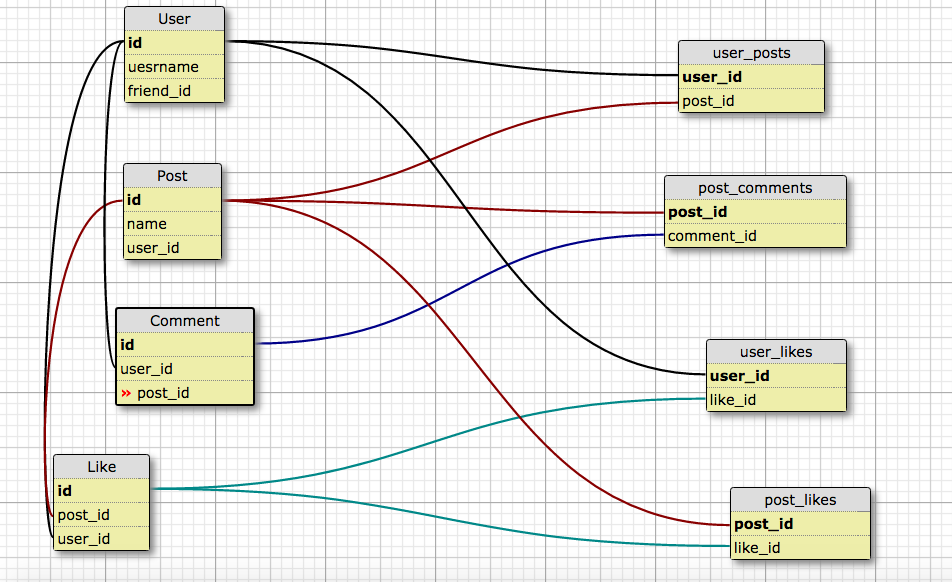 User
id
uesrname
friend_id
Post
id
name
user_id
Comment
id
user_id
» post_id
Like
id
post_id
user_id
user_posts
user_id
post_id
post_comments
post_id
comment_id
user_likes
user_id
like_id
post_likes
post_id
like_id